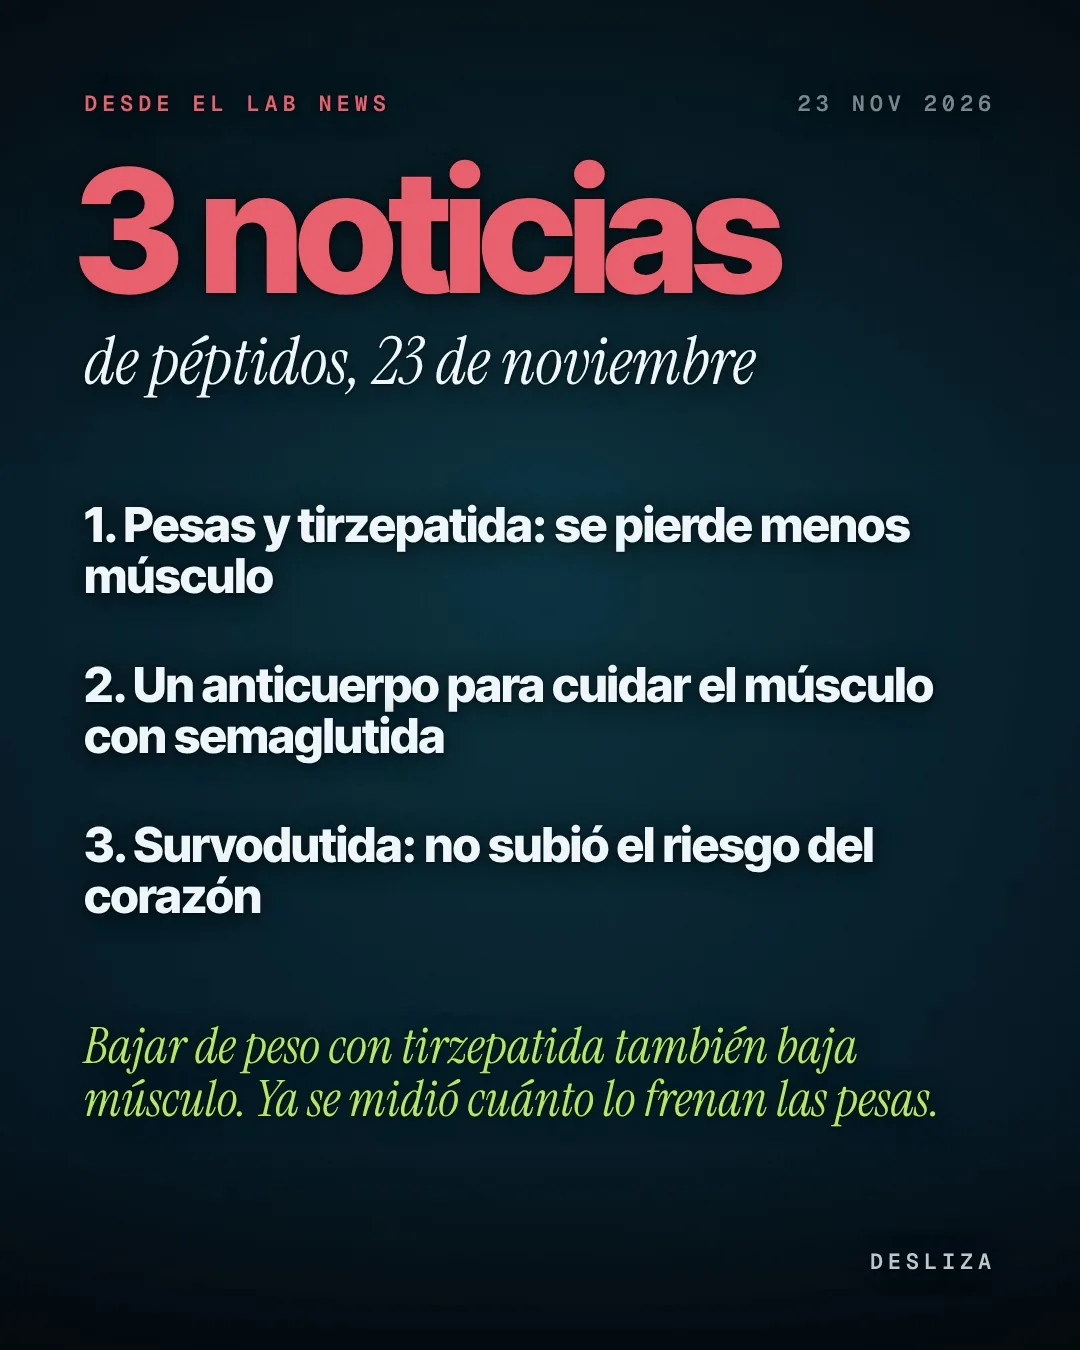 DESDE EL LAB NEWS
23 NOV 2026
3 noticias
de péptidos, 23 de noviembre
1. Pesas y tirzepatida: se pierde menos
músculo
2. Un anticuerpo para cuidar el músculo
con semaglutida
3. Survodutida: no subió el riesgo del
corazón
Bajar de peso con tirzepatida también baja
músculo. Ya se midió cuánto lo frenan las pesas.
DESLIZA